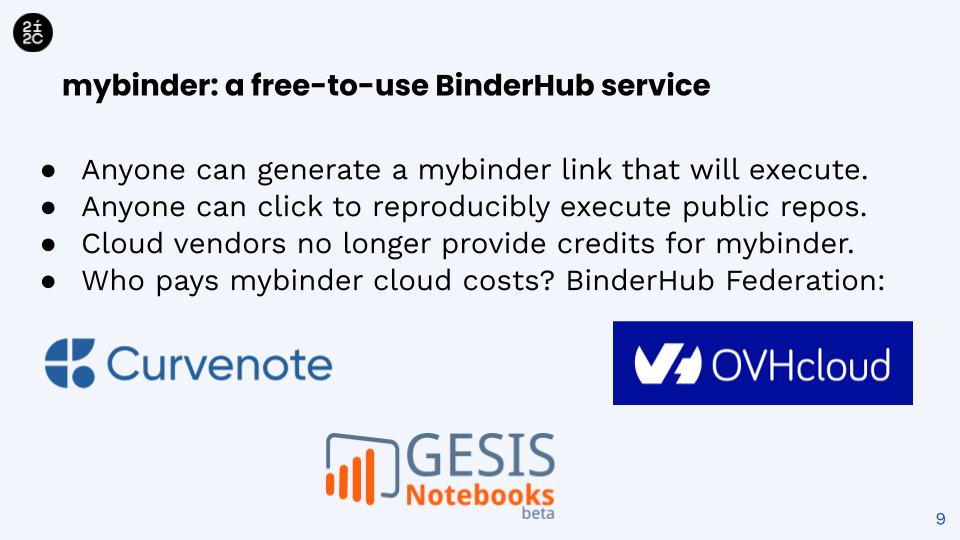 2i
2C
mybinder: a free-to-use BinderHub service
● Anyone can generate a mybinder link that will execute.
● Anyone can click to reproducibly execute public repos.
● Cloud vendors no longer provide credits for mybinder.
● Who pays mybinder cloud costs? BinderHub Federation:
Curvenote
OVHcloud
GESIS
Notebooks
beta
9